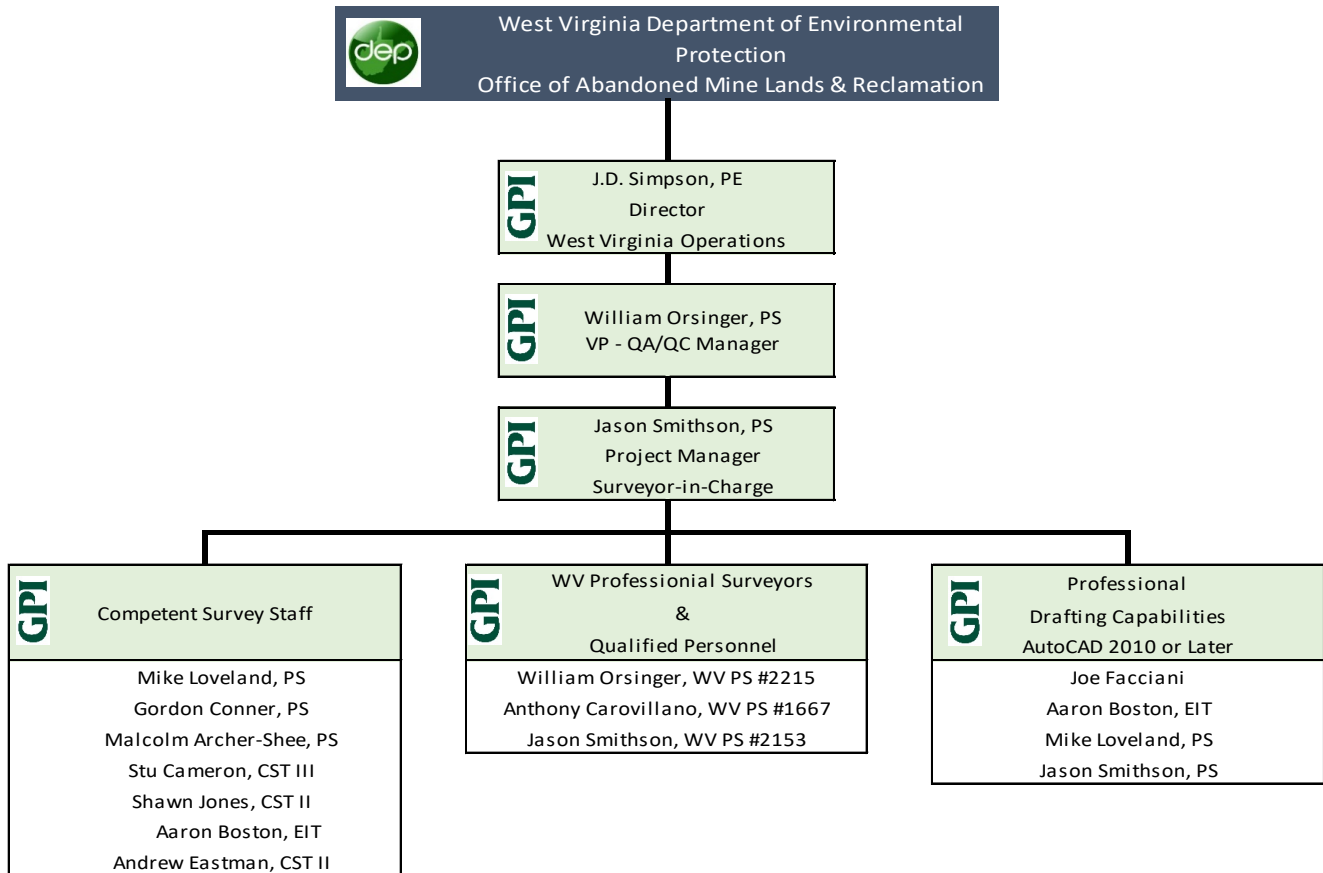 dep
West Virginia Department of Environmental
Protection
Office of Abandoned Mine Lands & Reclamation
GPI
J.D. Simpson, PE
Director
West Virginia Operations
GPI
William Orsinger, PS
VP - QA/QC Manager
GPI
Jason Smithson, PS
Project Manager
Surveyor-in-Charge
GPI
Competent Survey Staff
Mike Loveland, PS
Gordon Conner, PS
Malcolm Archer-Shee, PS
Stu Cameron, CST III
Shawn Jones, CST II
Aaron Boston, EIT
Andrew Eastman, CST II
GPI
WV Professionial Surveyors
&
Qualified Personnel
William Orsinger, WV PS #2215
Anthony Carovillano, WV PS #1667
Jason Smithson, WV PS #2153
GPI
Professional
Drafting Capabilities
AutoCAD 2010 or Later
Joe Facciani
Aaron Boston, EIT
Mike Loveland, PS
Jason Smithson, PS